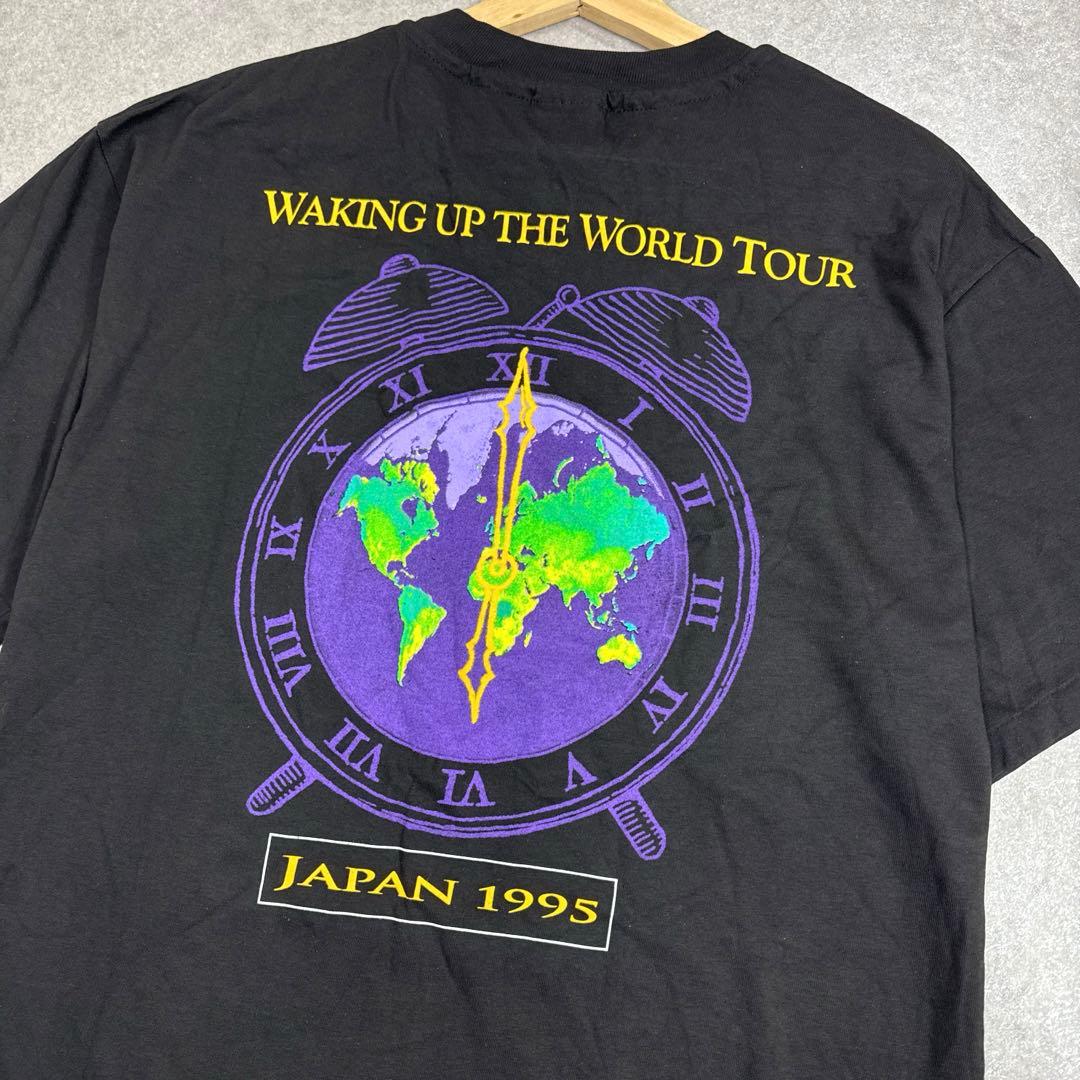 WAKING UP THE WORLD TOUR
XII
I
II
III
IV
V
VI
VII
VIII
IX
X
XI
JAPAN 1995